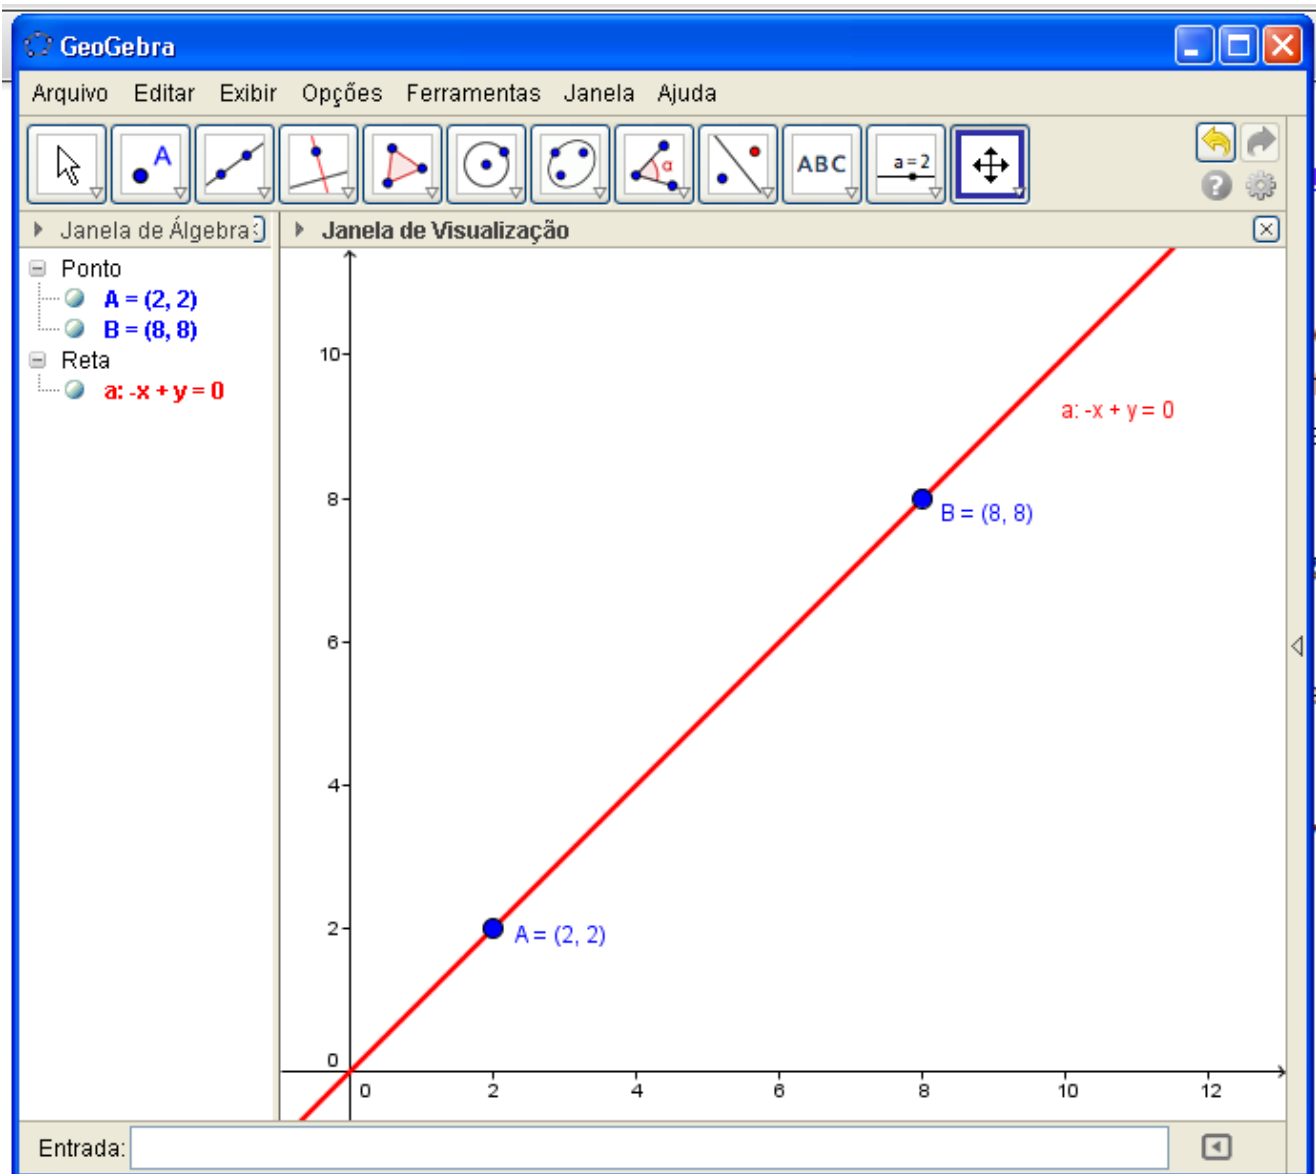 GeoGebra
Arquivo Editar Exibir Opções Ferramentas Janela Ajuda
A α ABC a=2
Janela de Álgebra
Janela de Visualização
Ponto
A = (2, 2)
B = (8, 8)
Reta
a: -x + y = 0
10
a: -x + y = 0
8
B = (8, 8)
6
4
2
A = (2, 2)
0
0 2 4 6 8 10 12
Entrada: